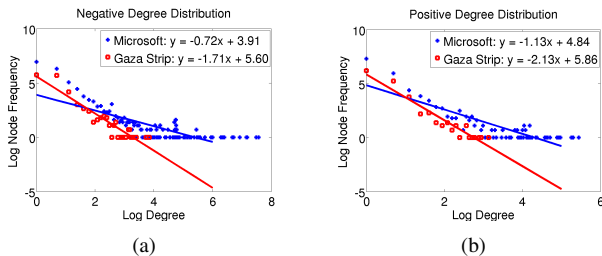 Negative Degree Distribution
10
5
0
-5
0
2
4
6
8
Log Node Frequency
Log Degree
Microsoft: y = -0.72x + 3.91
Gaza Strip: y = -1.71x + 5.60
(a)
Positive Degree Distribution
10
5
0
-5
0
2
4
6
Log Node Frequency
Log Degree
Microsoft: y = -1.13x + 4.84
Gaza Strip: y = -2.13x + 5.86
(b)